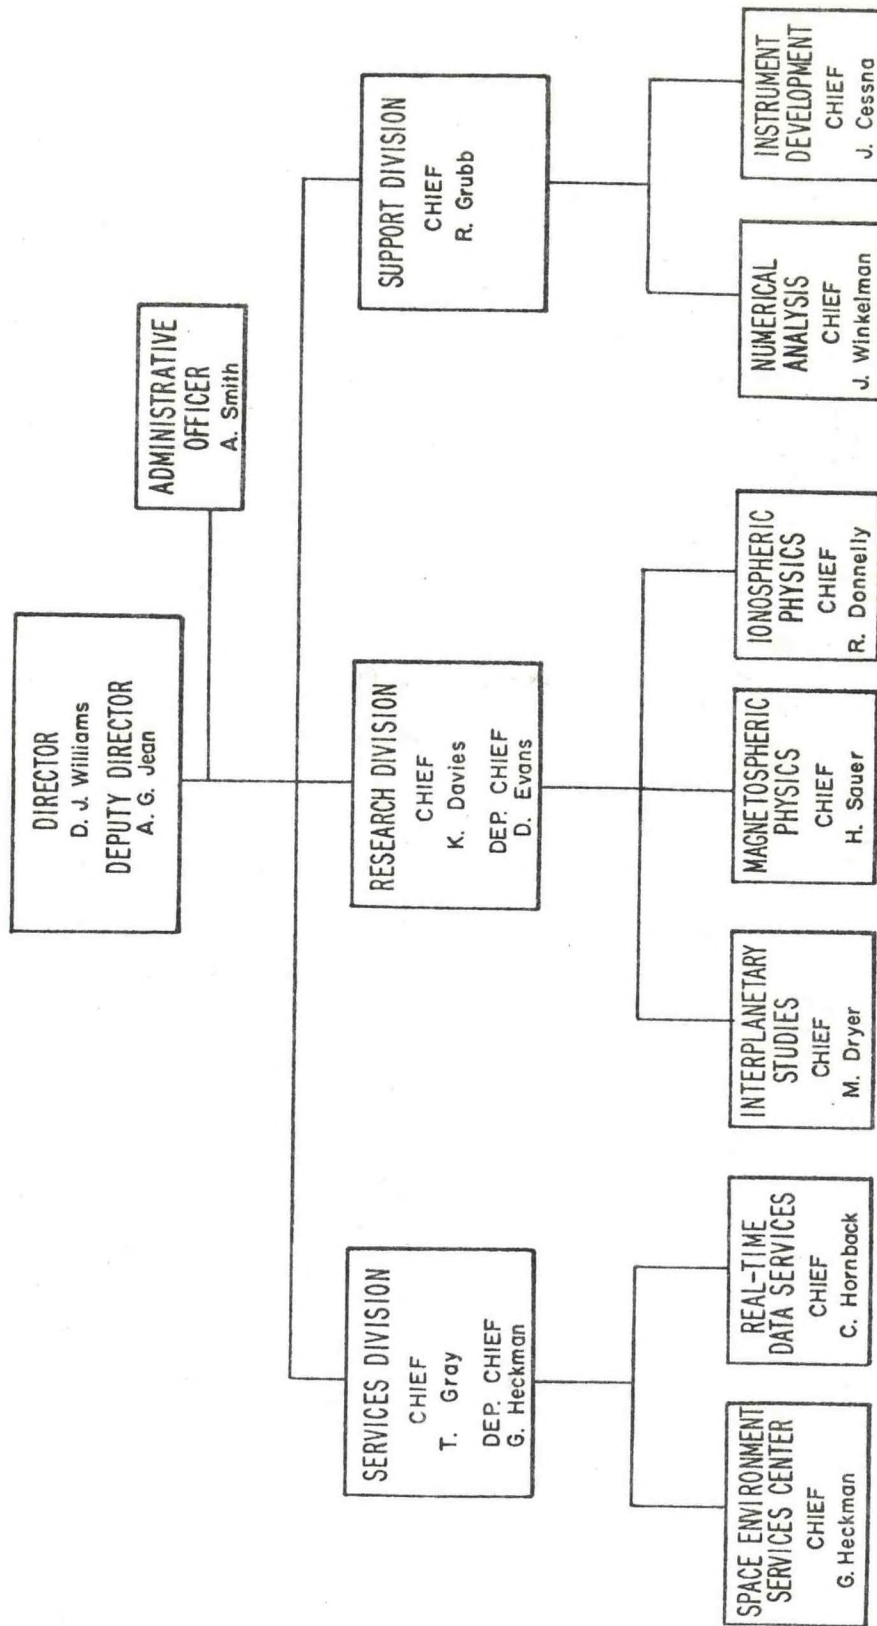 DIRECTOR
D. J. Williams
DEPUTY DIRECTOR
A. G. Jean
ADMINISTRATIVE
OFFICER
A. Smith
SERVICES DIVISION
CHIEF
T. Gray
DEP. CHIEF
G. Heckman
RESEARCH DIVISION
CHIEF
K. Davies
DEP. CHIEF
D. Evans
SUPPORT DIVISION
CHIEF
R. Grubb
SPACE ENVIRONMENT
SERVICES CENTER
CHIEF
G. Heckman
REAL-TIME
DATA SERVICES
CHIEF
C. Hornback
INTERPLANETARY
STUDIES
CHIEF
M. Dryer
MAGNETOSPHERIC
PHYSICS
CHIEF
H. Sauer
IONOSPHERIC
PHYSICS
CHIEF
R. Donnelly
NUMERICAL
ANALYSIS
CHIEF
J. Winkelman
INSTRUMENT
DEVELOPMENT
CHIEF
J. Cessna